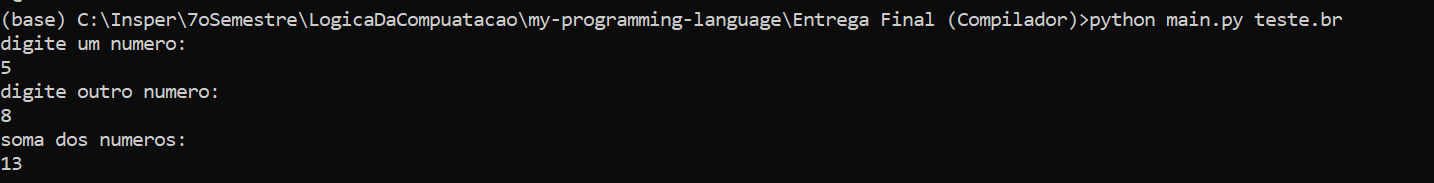 (base) C:\Insper\7oSemestre\LogicaDaCompuatacao\my-programming-language\Entrega Final (Compilador)>python main.py teste.br
digite um numero:
5
digite outro numero:
8
soma dos numeros:
13